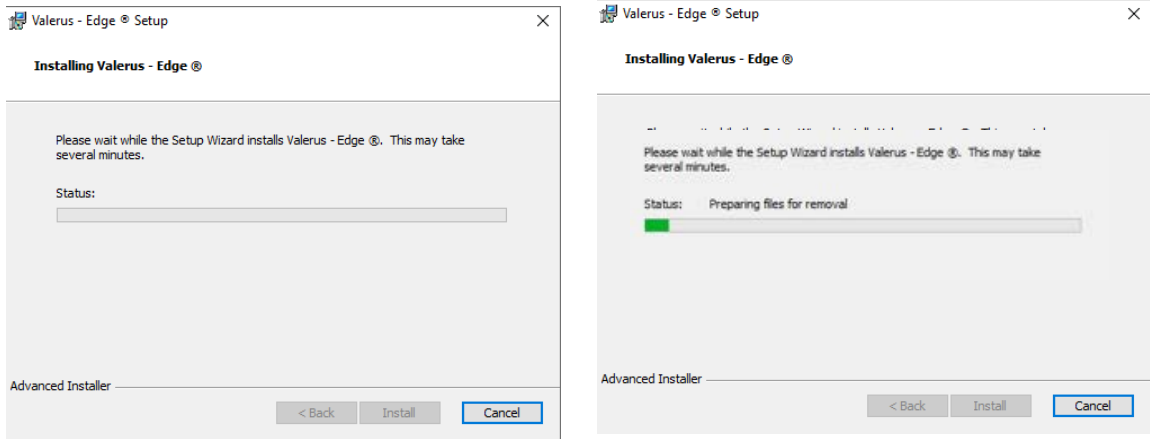 Valerus - Edge ® Setup
Installing Valerus - Edge ®
Please wait while the Setup Wizard installs Valerus - Edge ®. This may take
several minutes.
Status:
Advanced Installer
< Back
Install
Cancel
Valerus - Edge ® Setup
Installing Valerus - Edge ®
Please wait while the Setup Wizard installs Valerus - Edge ®. This may take
several minutes.
Status: Preparing files for removal
Advanced Installer
< Back
Install
Cancel